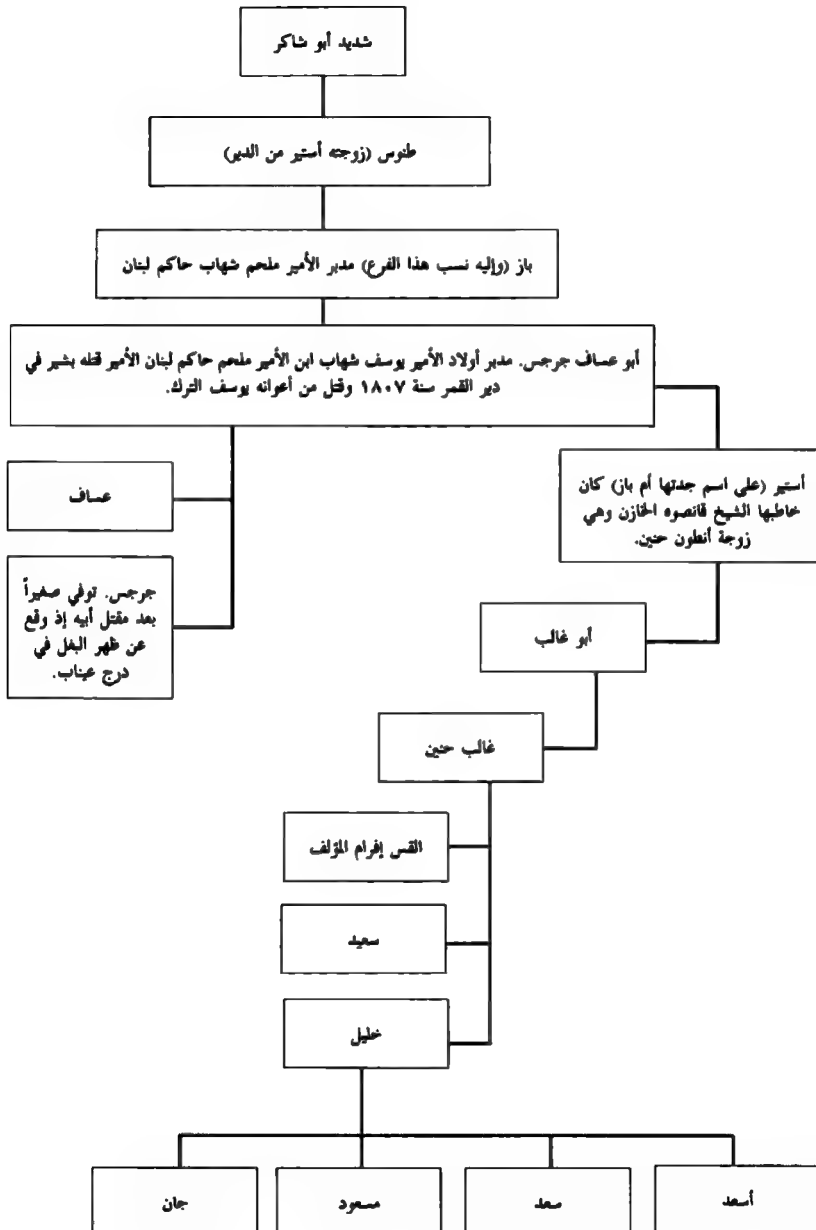 شديد أبو شاكر
طنوس (زوجته أستير من الدير)
باز (وإليه نسب هذا الفرع) مدبر الأمير ملحم شهاب حاكم لبنان
أبو عساف جرجس. مدبر أولاد الأمير يوسف شهاب ابن الأمير ملحم حاكم لبنان الأمير قتله بشير في
دير القمر سنة ١٨٠٧ وقتل من أعوانه يوسف الترك.
أستير (على اسم جدتها أم باز) كان
خاطبها الشيخ قانصوه الخازن وهي
زوجة أنطون حنين.
عساف
جرجس. توفي صغيراً
بعد مقتل أبيه إذ وقع
عن ظهر البغل في
درج عيناب.
أبو غالب
غالب حنين
القس إفرام المؤلف
سعيد
خليل
أسعد
سعد
مسعود
جان